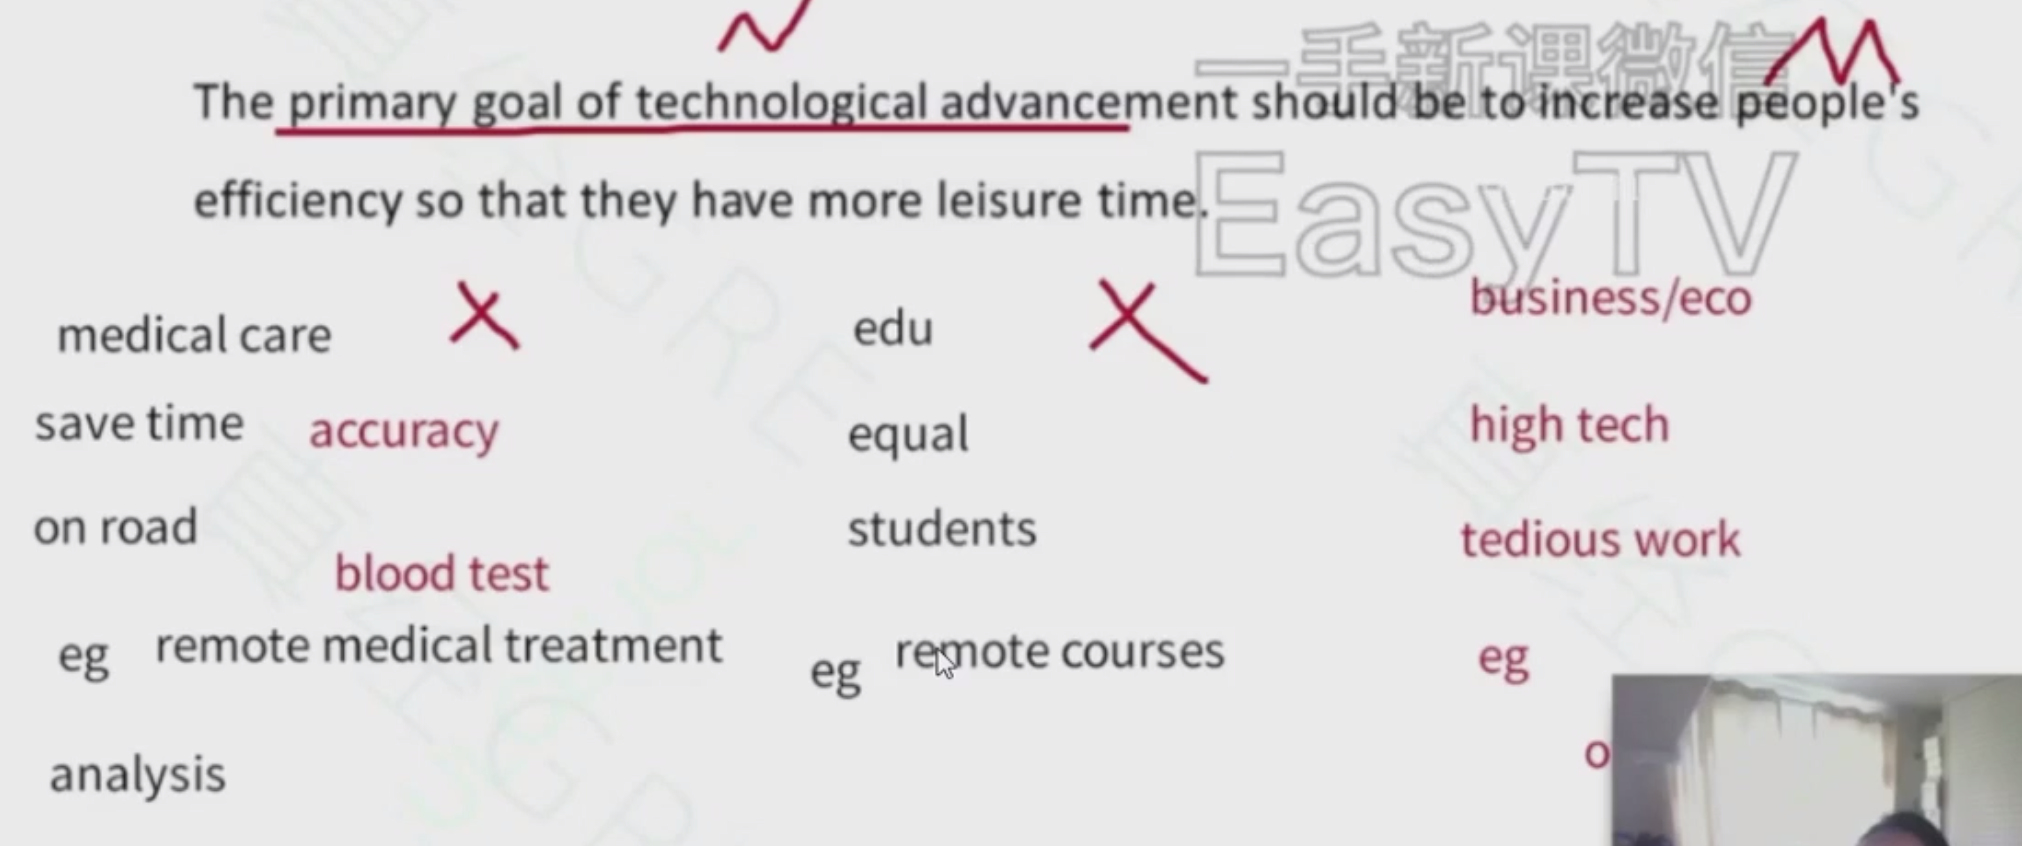 一手新课微信
The primary goal of technological advancement should be to increase people's
efficiency so that they have more leisure time.
EasyTV
medical care
save time accuracy
on road
blood test
eg remote medical treatment
analysis
edu
equal
students
eg remote courses
business/eco
high tech
tedious work
eg